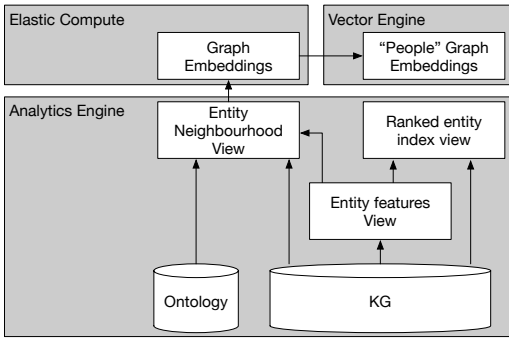 Elastic Compute
Vector Engine
Graph
Embeddings
“People” Graph
Embeddings
Analytics Engine
Entity
Neighbourhood
View
Ranked entity
index view
Entity features
View
Ontology
KG